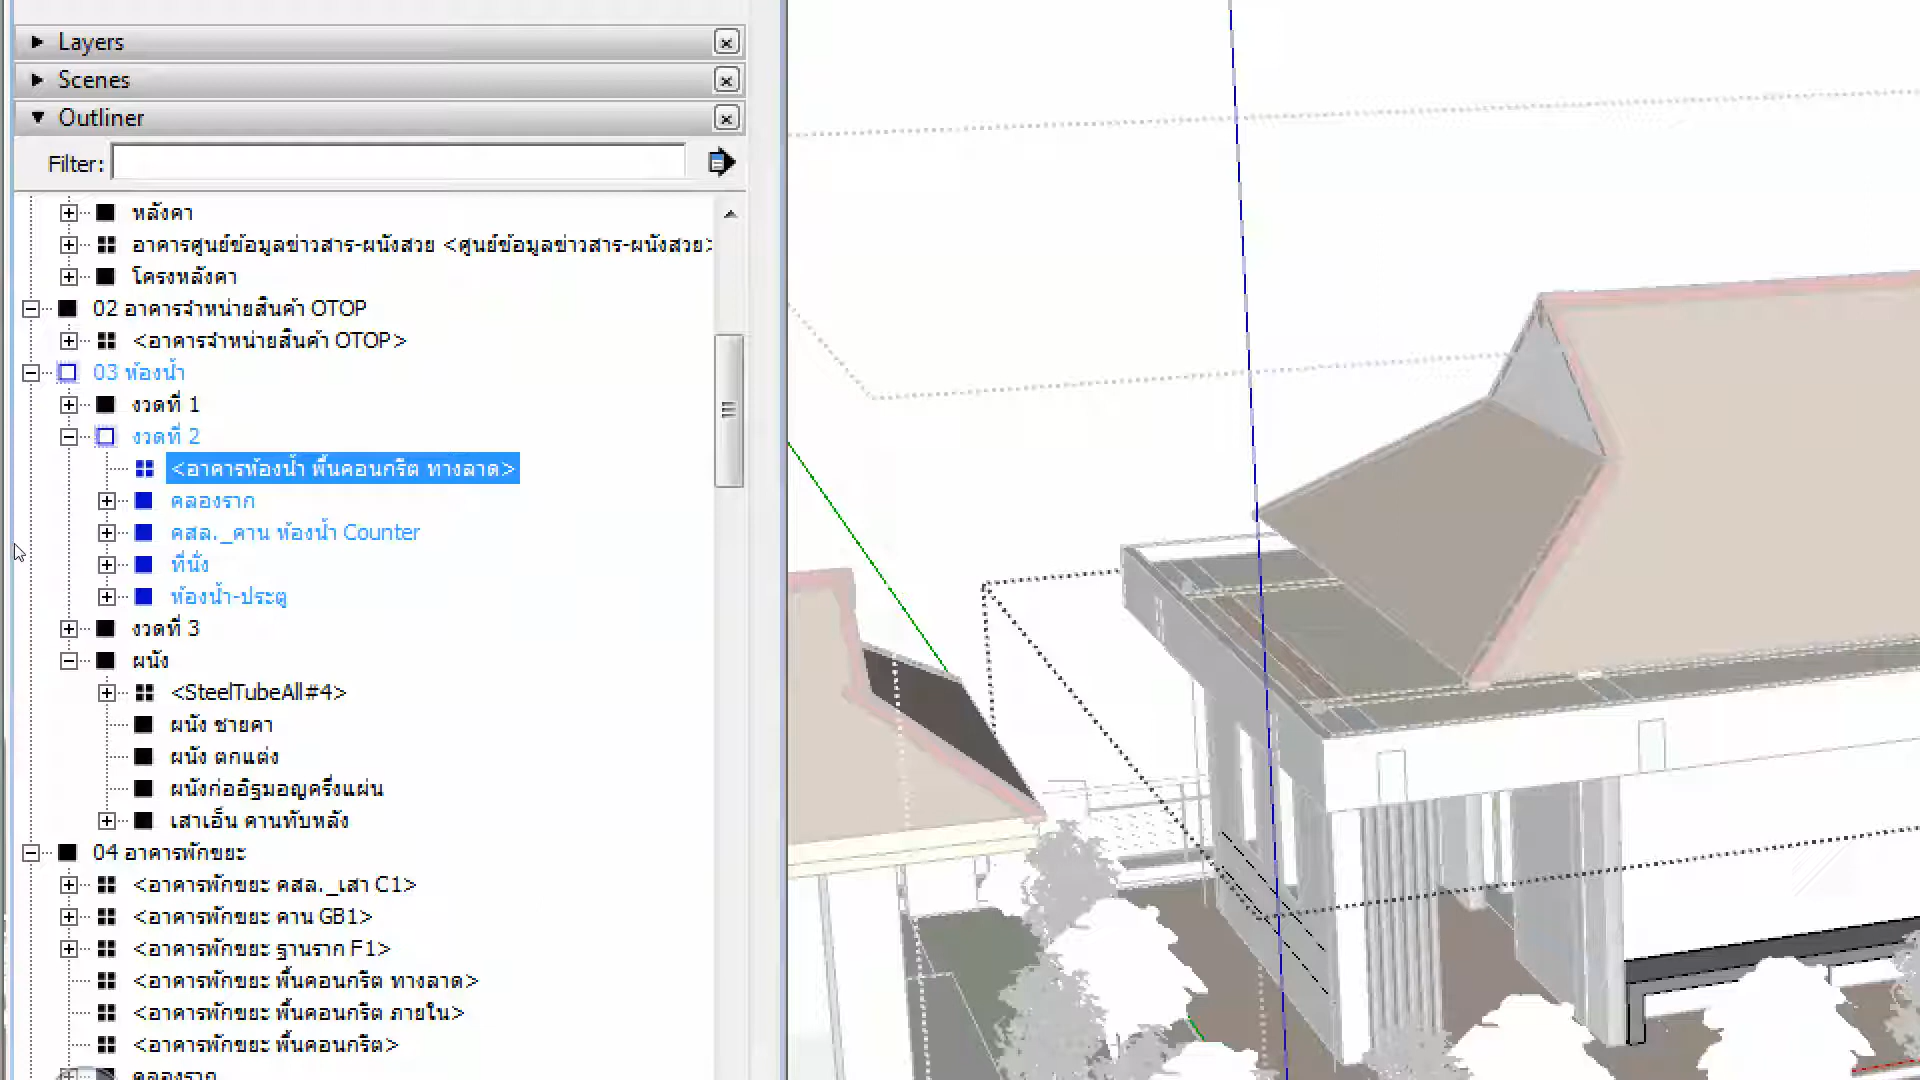 Layers
Scenes
Outliner
Filter:
หลังคา
อาคารศูนย์ข้อมูลข่าวสาร-ผนังสวย <ศูนย์ข้อมูลข่าวสาร-ผนังสวย>
โครงหลังคา
02 อาคารจำหน่ายสินค้า OTOP
<อาคารจำหน่ายสินค้า OTOP>
03 ห้องน้ำ
งวดที่ 1
งวดที่ 2
<อาคารห้องน้ำ พื้นคอนกรีต ทางลาด>
คลองราก
คสล._คาน ห้องน้ำ Counter
ที่นั่ง
ห้องน้ำ-ประตู
งวดที่ 3
ผนัง
<SteelTubeAll#4>
ผนัง ชายคา
ผนัง ตกแต่ง
ผนังก่ออิฐมอญครึ่งแผ่น
เสาเอ็น คานทับหลัง
04 อาคารพักขยะ
<อาคารพักขยะ คสล._เสา C1>
<อาคารพักขยะ คาน GB1>
<อาคารพักขยะ ฐานราก F1>
<อาคารพักขยะ พื้นคอนกรีต ทางลาด>
<อาคารพักขยะ พื้นคอนกรีต ภายใน>
<อาคารพักขยะ พื้นคอนกรีต>
คลองราก